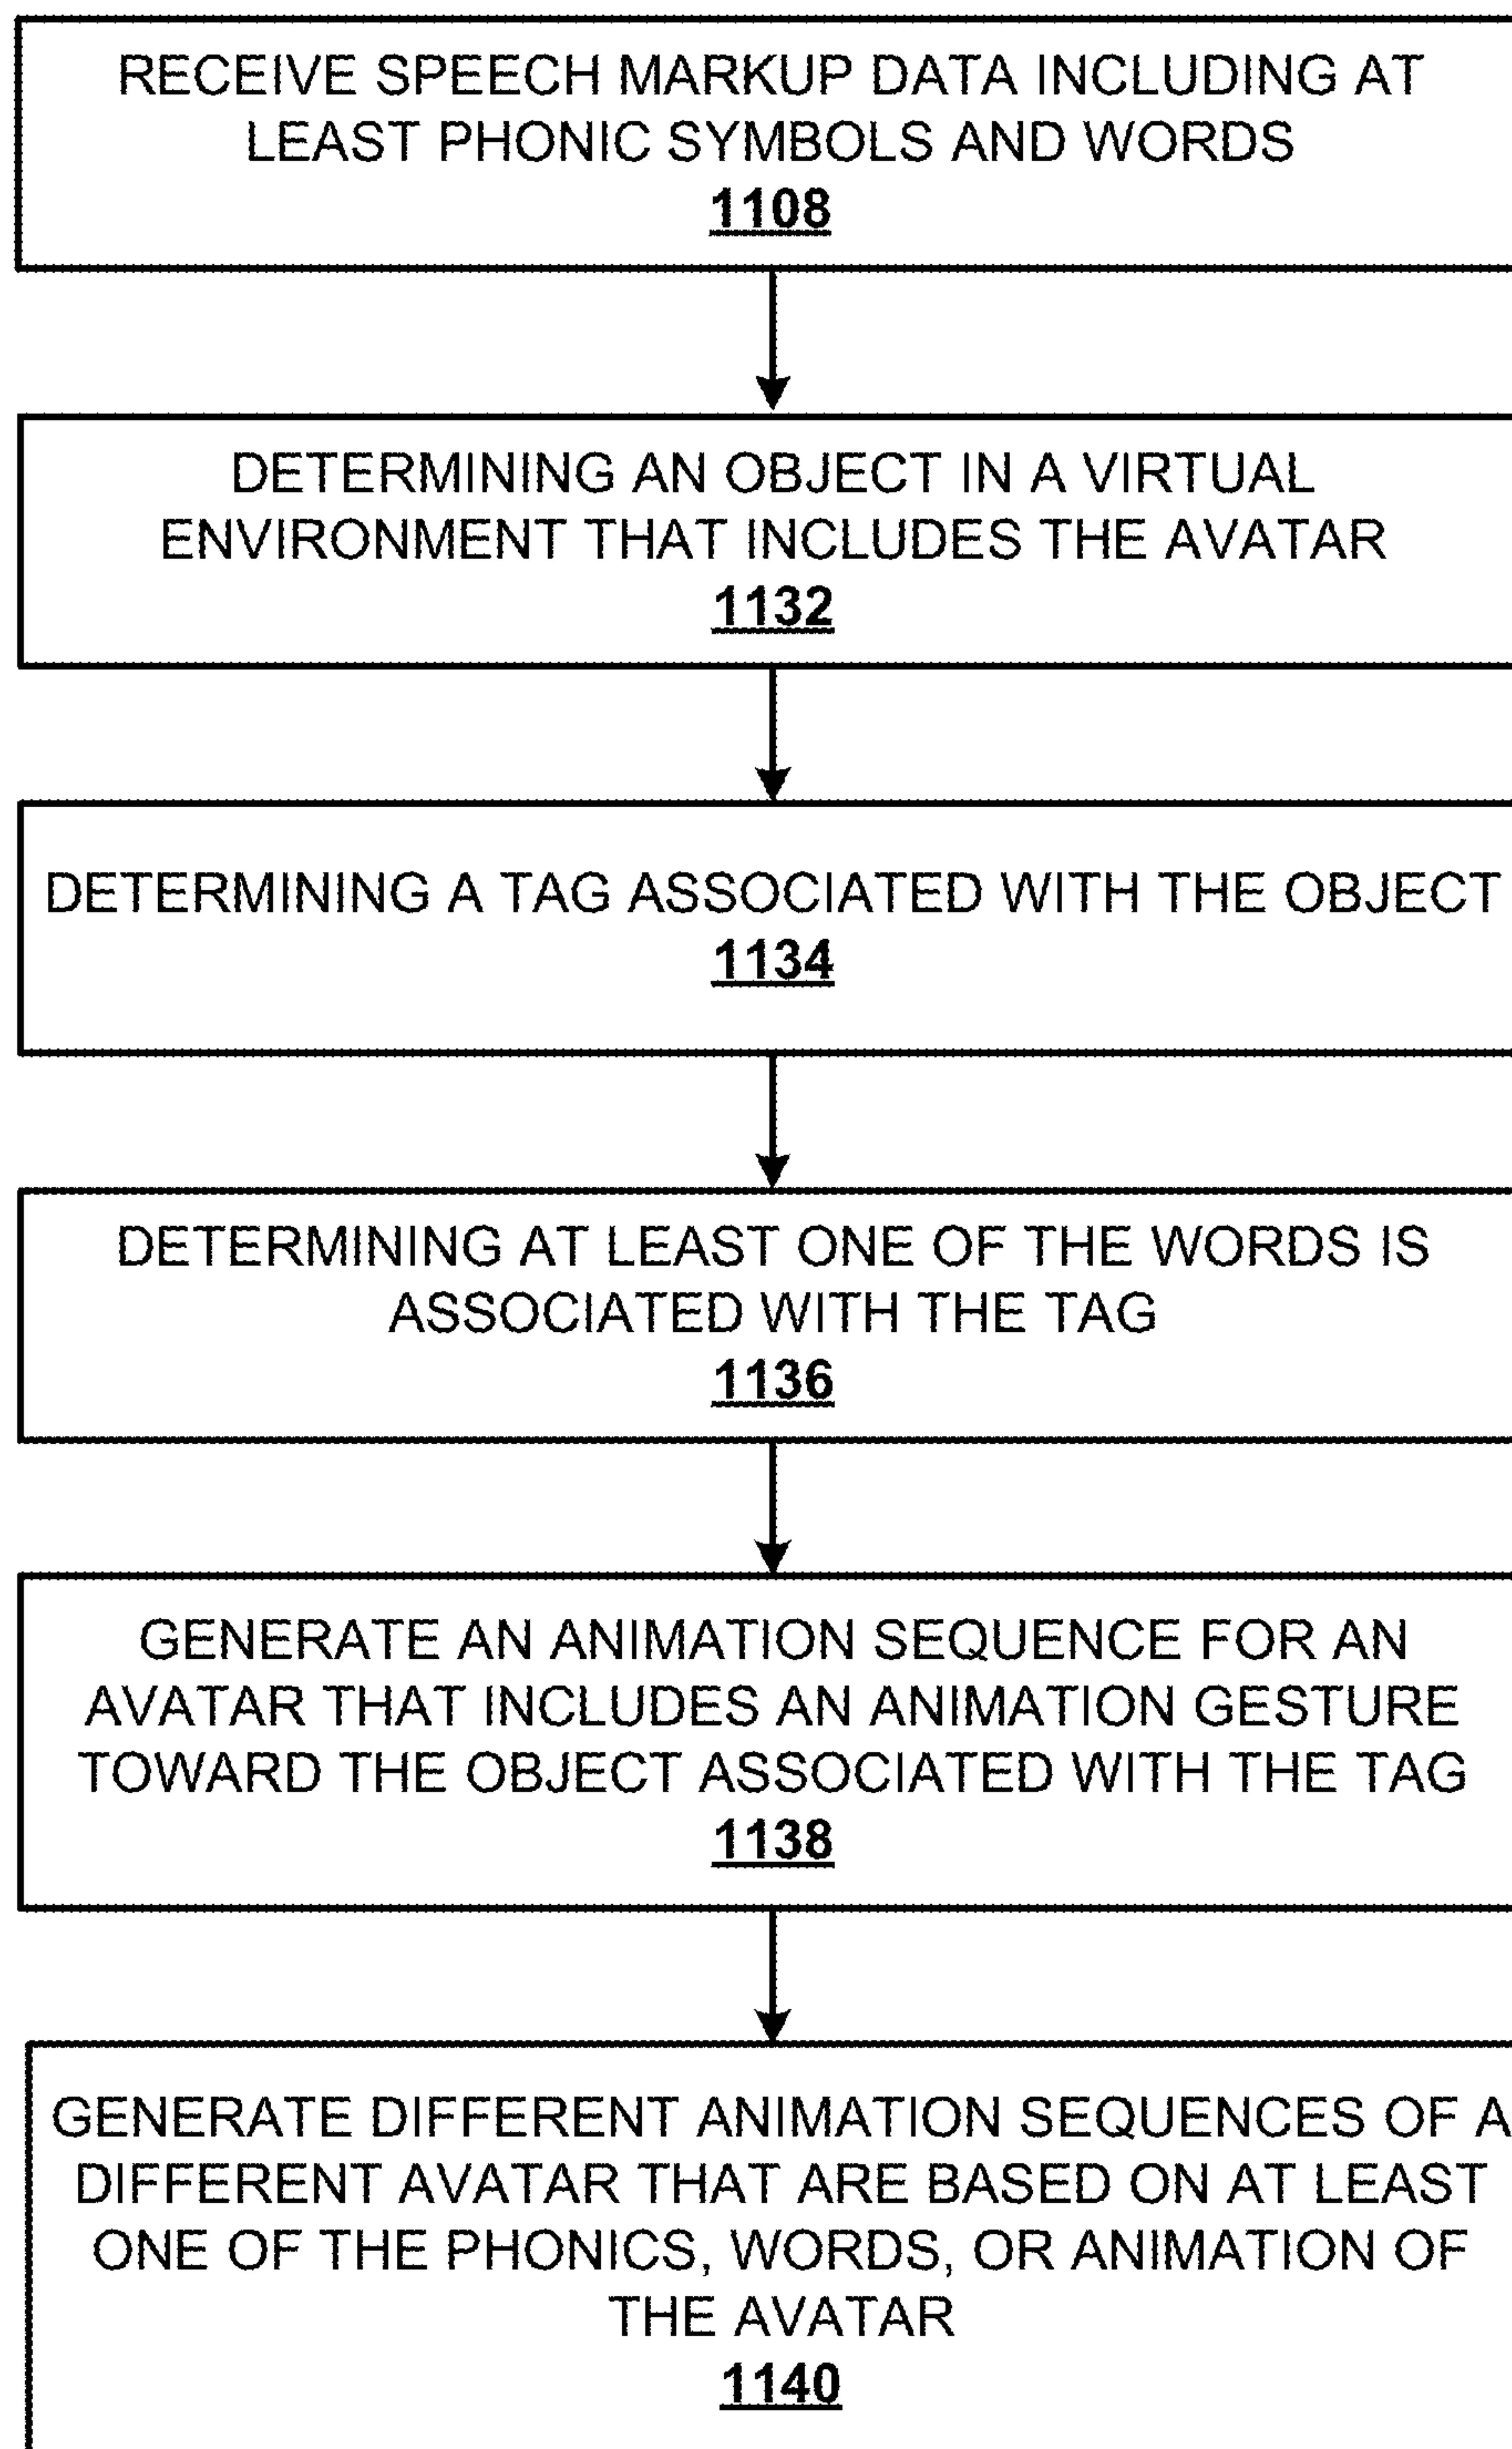 RECEIVE SPEECH MARKUP DATA INCLUDING AT
LEAST PHONIC SYMBOLS AND WORDS
1108
DETERMINING AN OBJECT IN A VIRTUAL
ENVIRONMENT THAT INCLUDES THE AVATAR
1132
DETERMINING A TAG ASSOCIATED WITH THE OBJECT
1134
DETERMINING AT LEAST ONE OF THE WORDS IS
ASSOCIATED WITH THE TAG
1136
GENERATE AN ANIMATION SEQUENCE FOR AN
AVATAR THAT INCLUDES AN ANIMATION GESTURE
TOWARD THE OBJECT ASSOCIATED WITH THE TAG
1138
GENERATE DIFFERENT ANIMATION SEQUENCES OF A
DIFFERENT AVATAR THAT ARE BASED ON AT LEAST
ONE OF THE PHONICS, WORDS, OR ANIMATION OF
THE AVATAR
1140